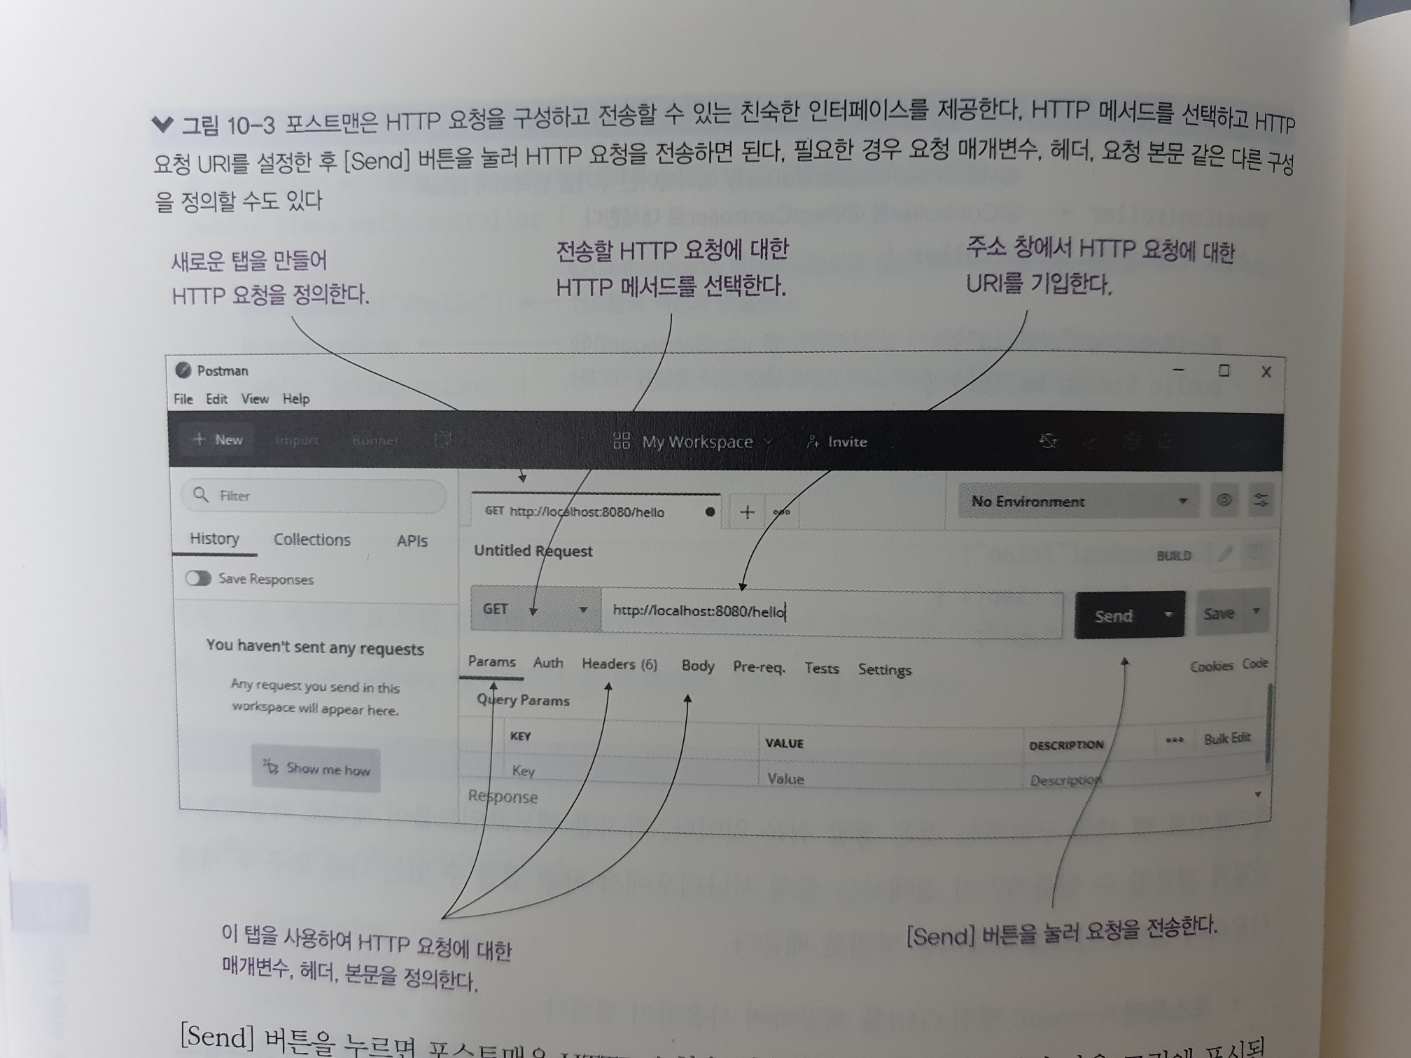 그림 10-3 포스트맨은 HTTP 요청을 구성하고 전송할 수 있는 친숙한 인터페이스를 제공한다, HTTP 메서드를 선택하고 HTTP
요청 URI를 설정한 후 [Send] 버튼을 눌러 HTTP 요청을 전송하면 된다, 필요한 경우 요청 매개변수, 헤더, 요청 본문 같은 다른 구성
을 정의할 수도 있다
새로운 탭을 만들어
HTTP 요청을 정의한다.
전송할 HTTP 요청에 대한
HTTP 메서드를 선택한다.
주소 창에서 HTTP 요청에 대한
URI를 기입한다.
Postman
File Edit View Help
+ New Import Runner My Workspace Invite
Filter
GET http://localhost:8080/hello
No Environment
History Collections APIs
Untitled Request
BUILD
Save Responses
GET http://localhost:8080/hello Send Save
You haven't sent any requests
Any request you send in this
workspace will appear here.
Show me how
Params Auth Headers (6) Body Pre-req. Tests Settings Cookies Code
Query Params
KEY VALUE DESCRIPTION Bulk Edit
Key Value Description
Response
이 탭을 사용하여 HTTP 요청에 대한
매개변수, 헤더, 본문을 정의한다.
[Send] 버튼을 눌러 요청을 전송한다.
[Send] 버튼을 누르면 포스트맨은